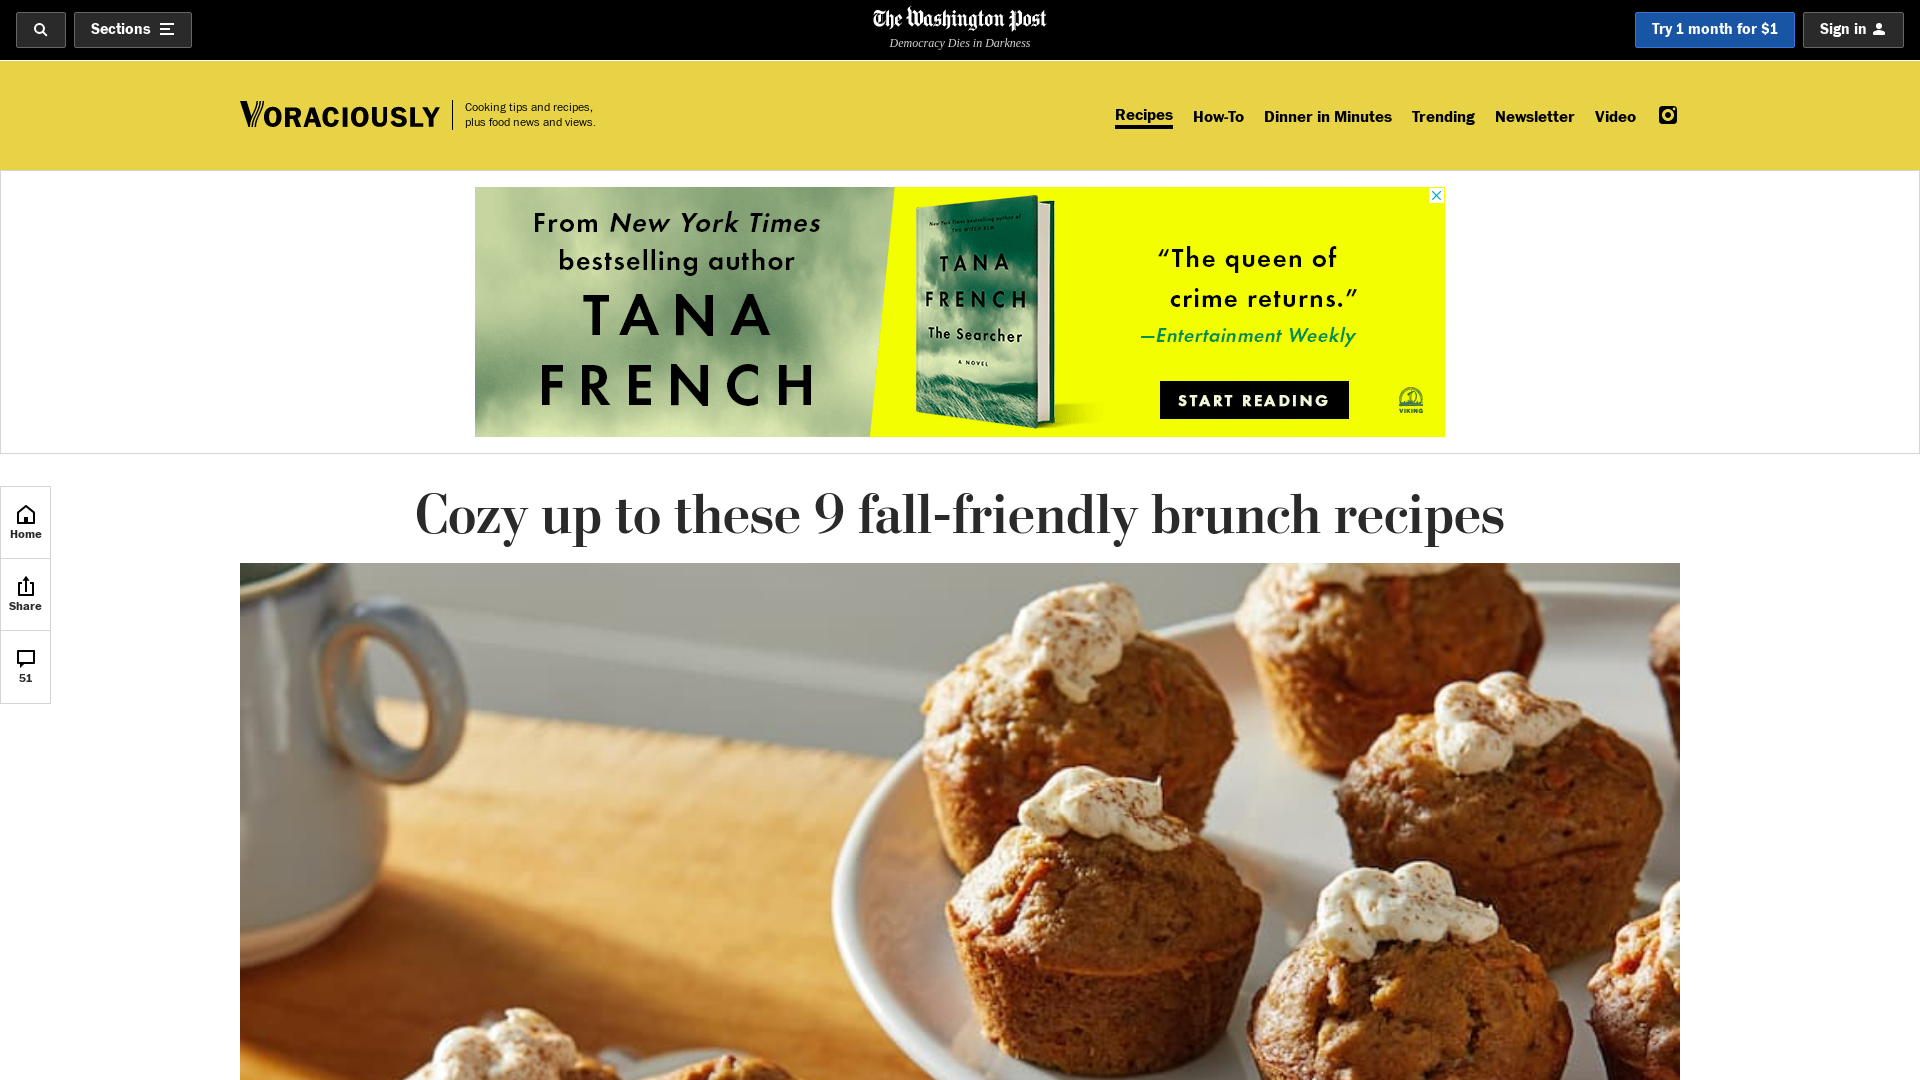 Sections
The Washington Post
Democracy Dies in Darkness
Try 1 month for $1
Sign in
VORACIOUSLY
Cooking tips and recipes,
plus food news and views.
Recipes
How-To
Dinner in Minutes
Trending
Newsletter
Video
From New York Times
bestselling author
TANA
FRENCH
New York Times bestselling author of
THE WITCH ELM
TANA
FRENCH
The Searcher
A NOVEL
“The queen of
crime returns.”
—Entertainment Weekly
START READING
VIKING
Home
Share
51
Cozy up to these 9 fall-friendly brunch recipes